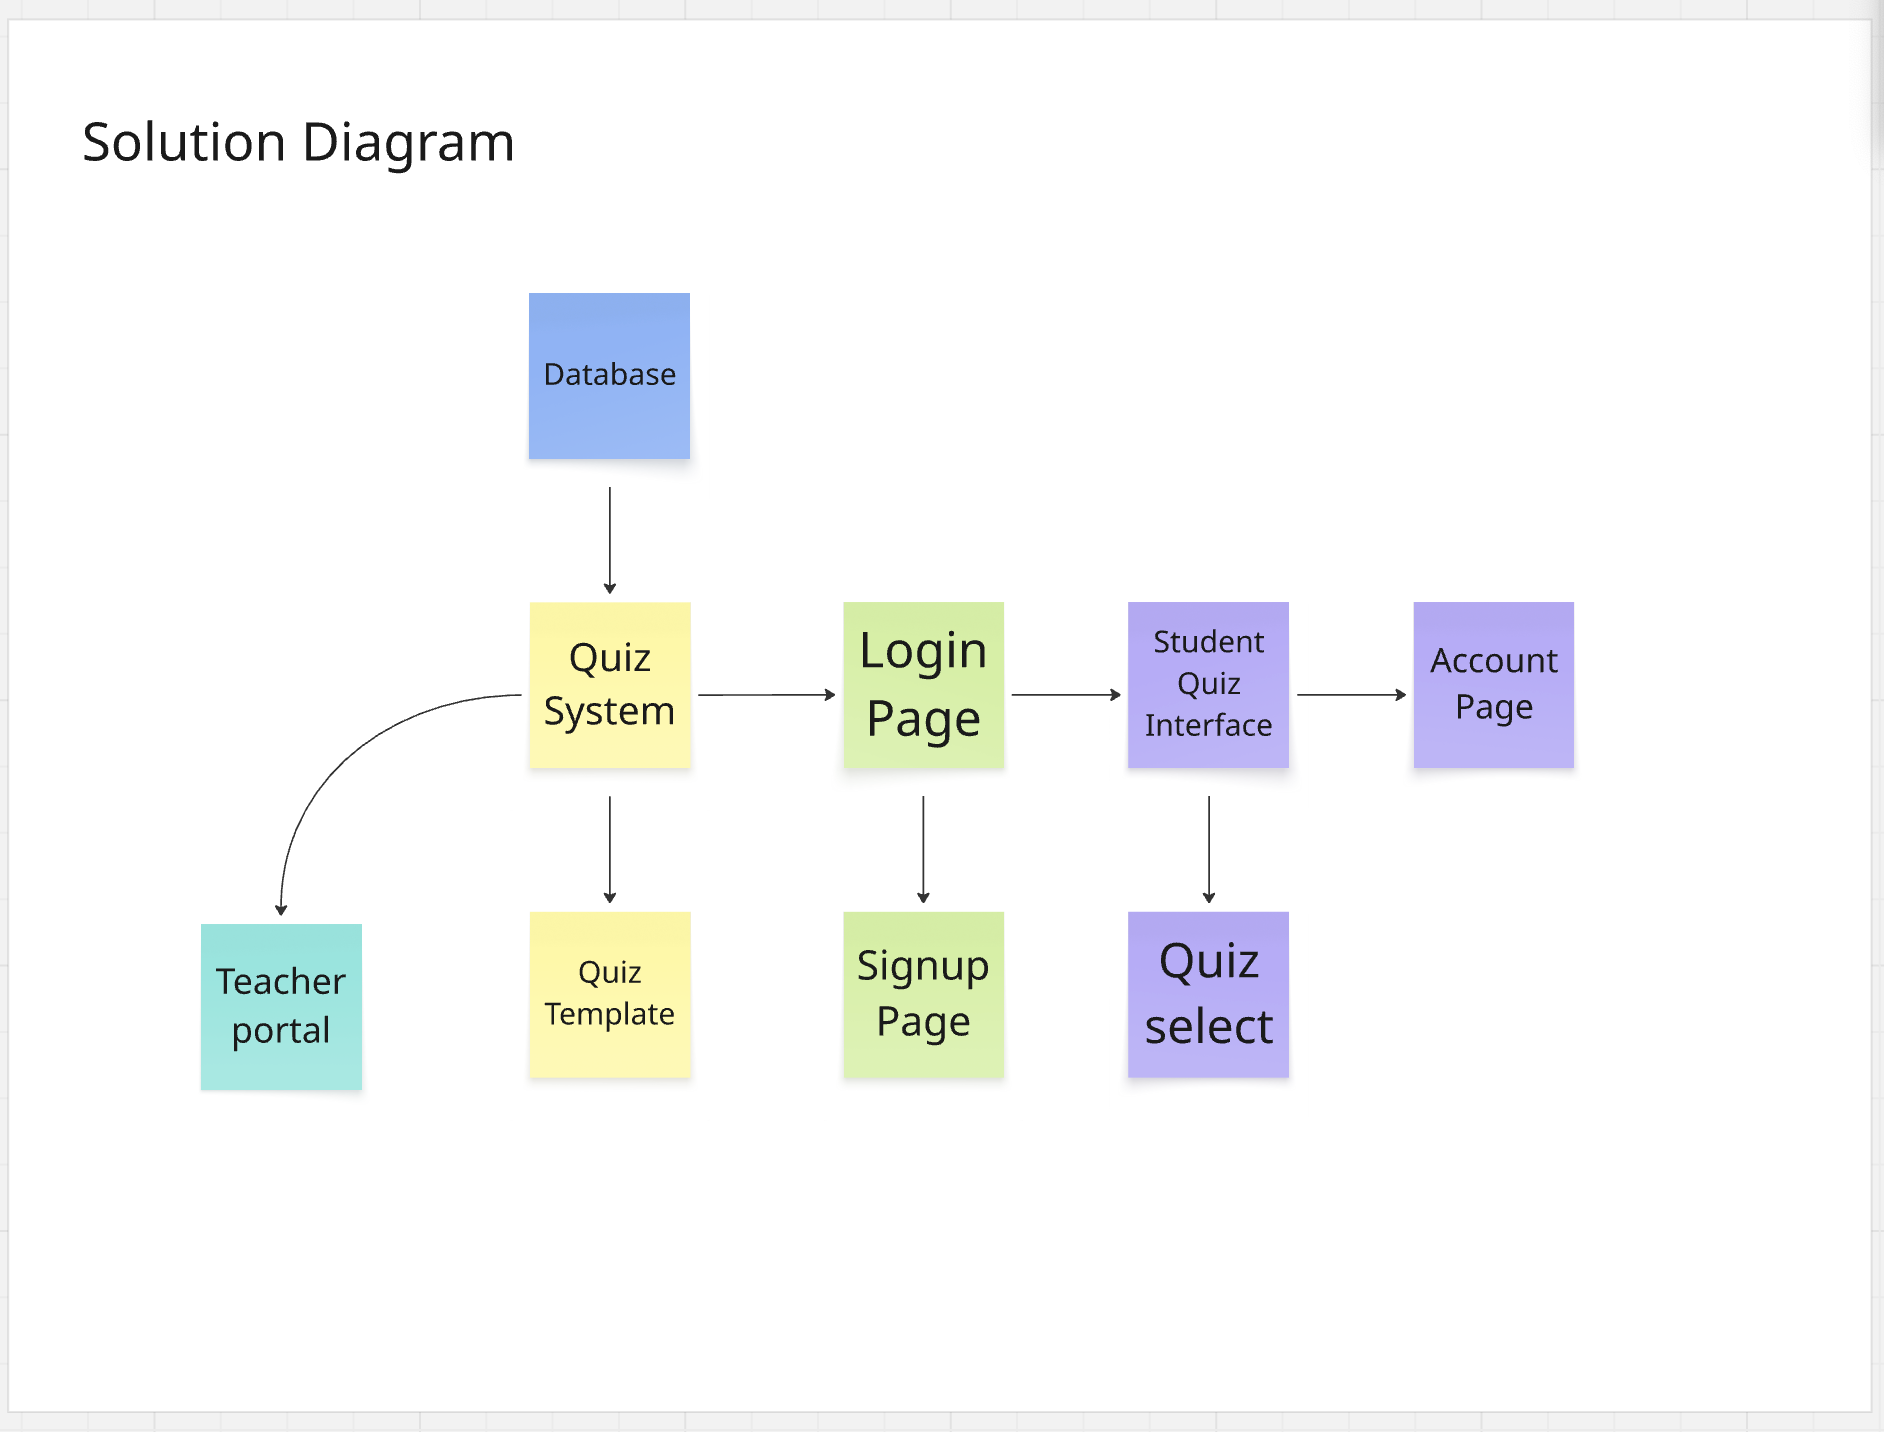 Solution Diagram
Database
Quiz
System
Login
Page
Student
Quiz
Interface
Account
Page
Teacher
portal
Quiz
Template
Signup
Page
Quiz
select